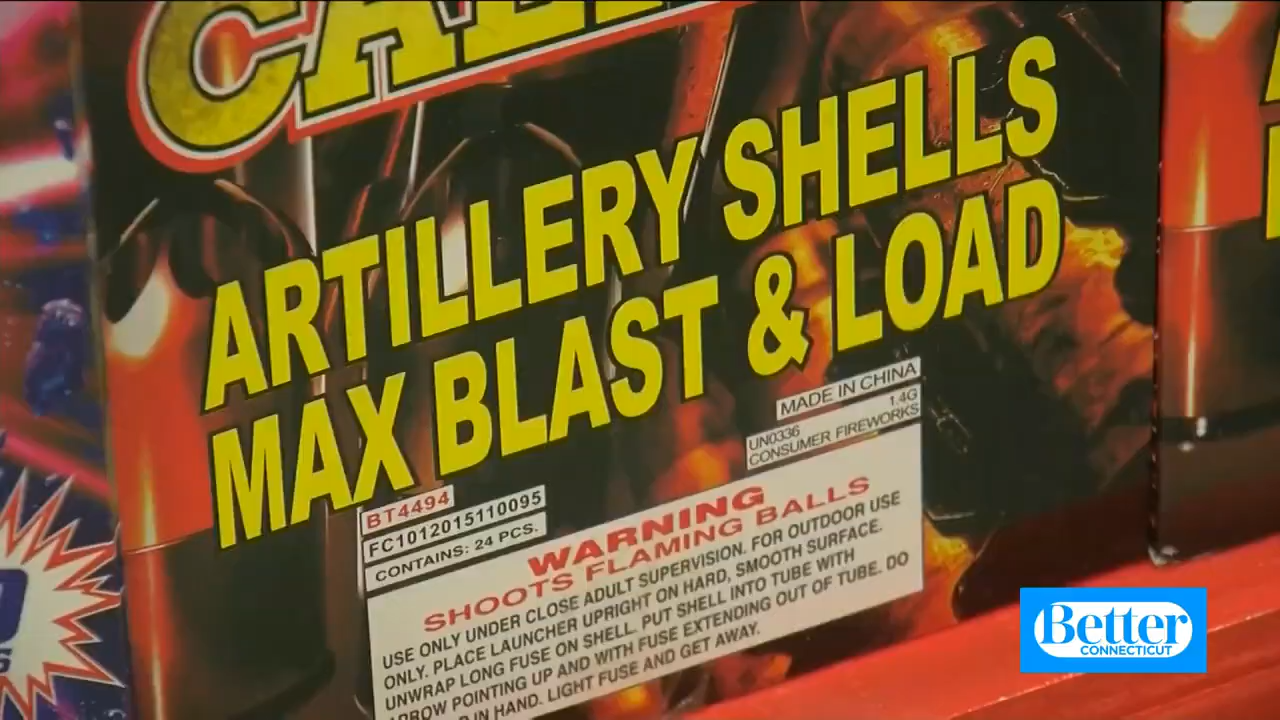 ARTILLERY SHELLS
MAX BLAST & LOAD
MADE IN CHINA
1.4G
UN0336
CONSUMER FIREWORKS
BT4494
FC1012015110095
CONTAINS: 24 PCS.
WARNING
SHOOTS FLAMING BALLS
USE ONLY UNDER CLOSE ADULT SUPERVISION. FOR OUTDOOR USE
ONLY. PLACE LAUNCHER UPRIGHT ON HARD, SMOOTH SURFACE.
UNWRAP LONG FUSE ON SHELL. PUT SHELL INTO TUBE WITH
ARROW POINTING UP AND WITH FUSE EXTENDING OUT OF TUBE. DO
IN HAND. LIGHT FUSE AND GET AWAY.
Better
CONNECTICUT